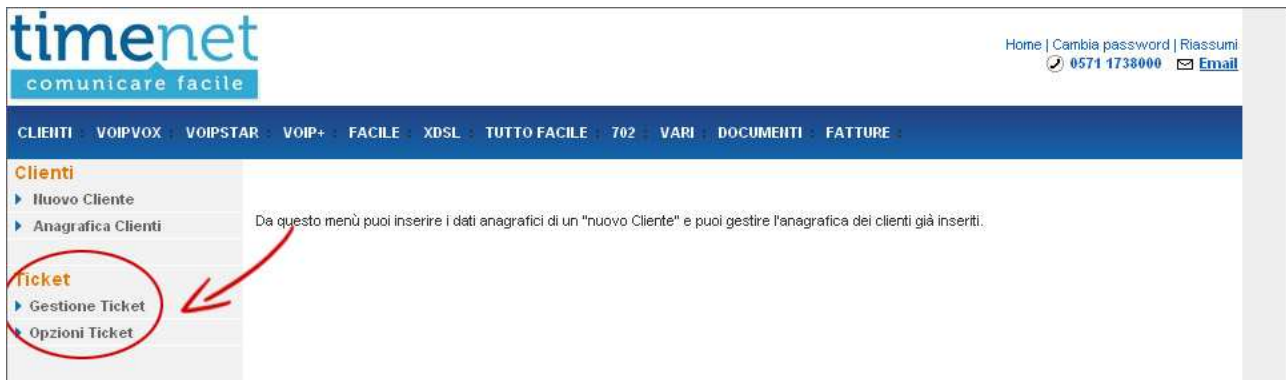 timenet
comunicare facile
Home | Cambia password | Riassumi
0571 1738000 Email
CLIENTI VOIPVOX VOIPSTAR VOIP+ FACILE XDSL TUTTO FACILE 702 VARI DOCUMENTI FATTURE
Clienti
Nuovo Cliente
Anagrafica Clienti
Da questo menù puoi inserire i dati anagrafici di un "nuovo Cliente" e puoi gestire l'anagrafica dei clienti già inseriti.
Ticket
Gestione Ticket
Opzioni Ticket